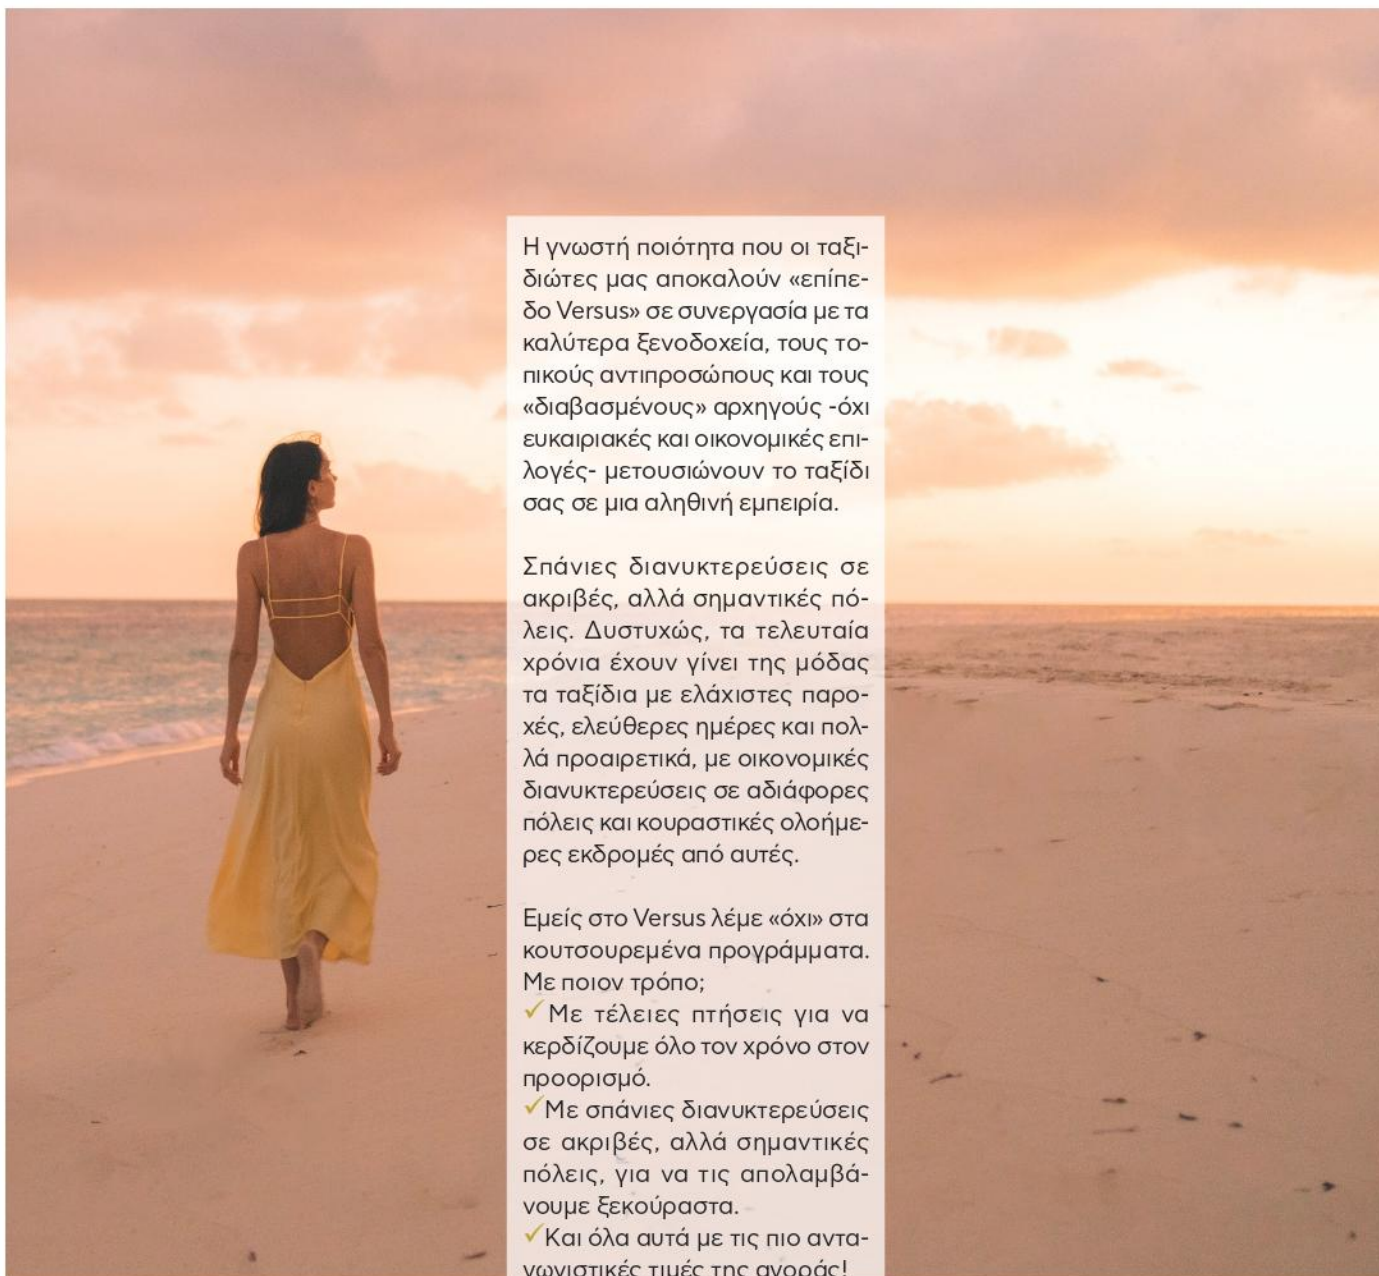 Η γνωστή ποιότητα που οι ταξι-
διώτες μας αποκαλούν «επίπε-
δο Versus» σε συνεργασία με τα
καλύτερα ξενοδοχεία, τους το-
πικούς αντιπροσώπους και τους
«διαβασμένους» αρχηγούς -όχι
ευκαιριακές και οικονομικές επι-
λογές- μετουσιώνουν το ταξίδι
σας σε μια αληθινή εμπειρία.
Σπάνιες διανυκτερεύσεις σε
ακριβές, αλλά σημαντικές πό-
λεις. Δυστυχώς, τα τελευταία
χρόνια έχουν γίνει της μόδας
τα ταξίδια με ελάχιστες παρο-
χές, ελεύθερες ημέρες και πολ-
λά προαιρετικά, με οικονομικές
διανυκτερεύσεις σε αδιάφορες
πόλεις και κουραστικές ολοήμε-
ρες εκδρομές από αυτές.
Εμείς στο Versus λέμε «όχι» στα
κουτσουρεμένα προγράμματα.
Με ποιον τρόπο;
✓Με τέλειες πτήσεις για να
κερδίζουμε όλο τον χρόνο στον
προορισμό.
✓Με σπάνιες διανυκτερεύσεις
σε ακριβές, αλλά σημαντικές
πόλεις, για να τις απολαμβά-
νουμε ξεκούραστα.
✓Και όλα αυτά με τις πιο αντα-
γωνιστικές τιμές της αγοράς!